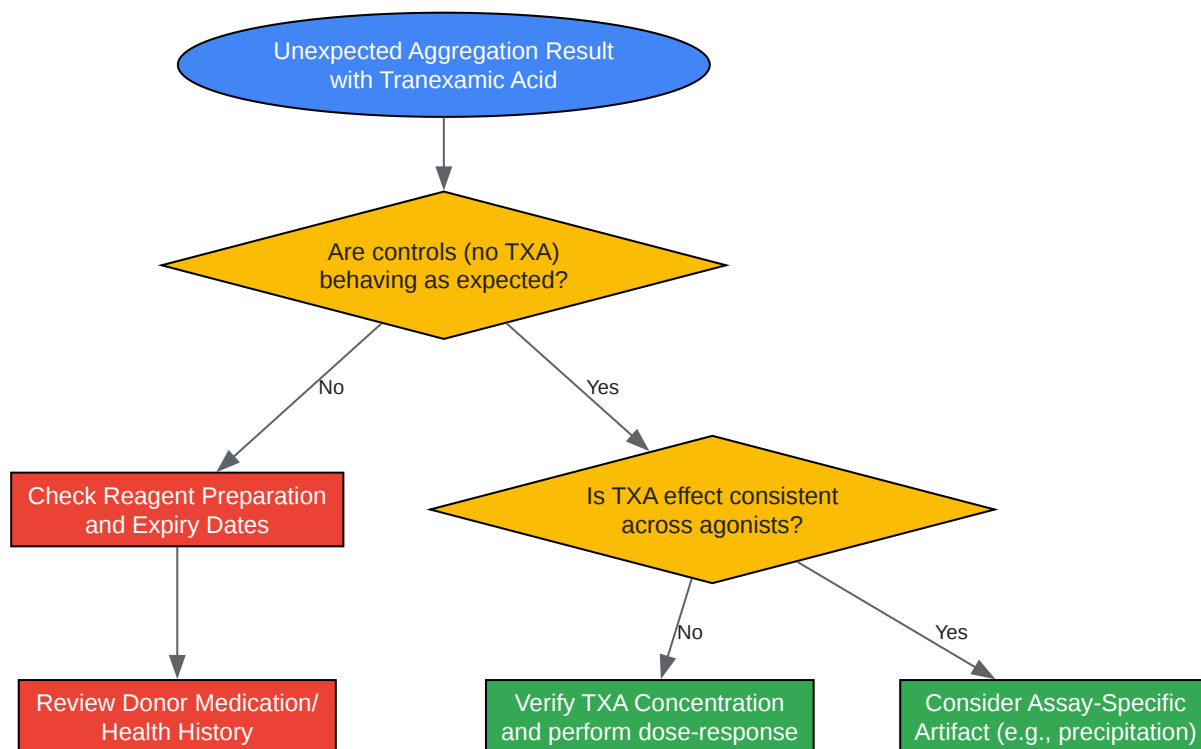 Unexpected Aggregation Result
with Tranexamic Acid
Are controls (no TXA)
behaving as expected?
No
Yes
Check Reagent Preparation
and Expiry Dates
Is TXA effect consistent
across agonists?
No
Yes
Review Donor Medication/
Health History
Verify TXA Concentration
and perform dose-response
Consider Assay-Specific
Artifact (e.g., precipitation)